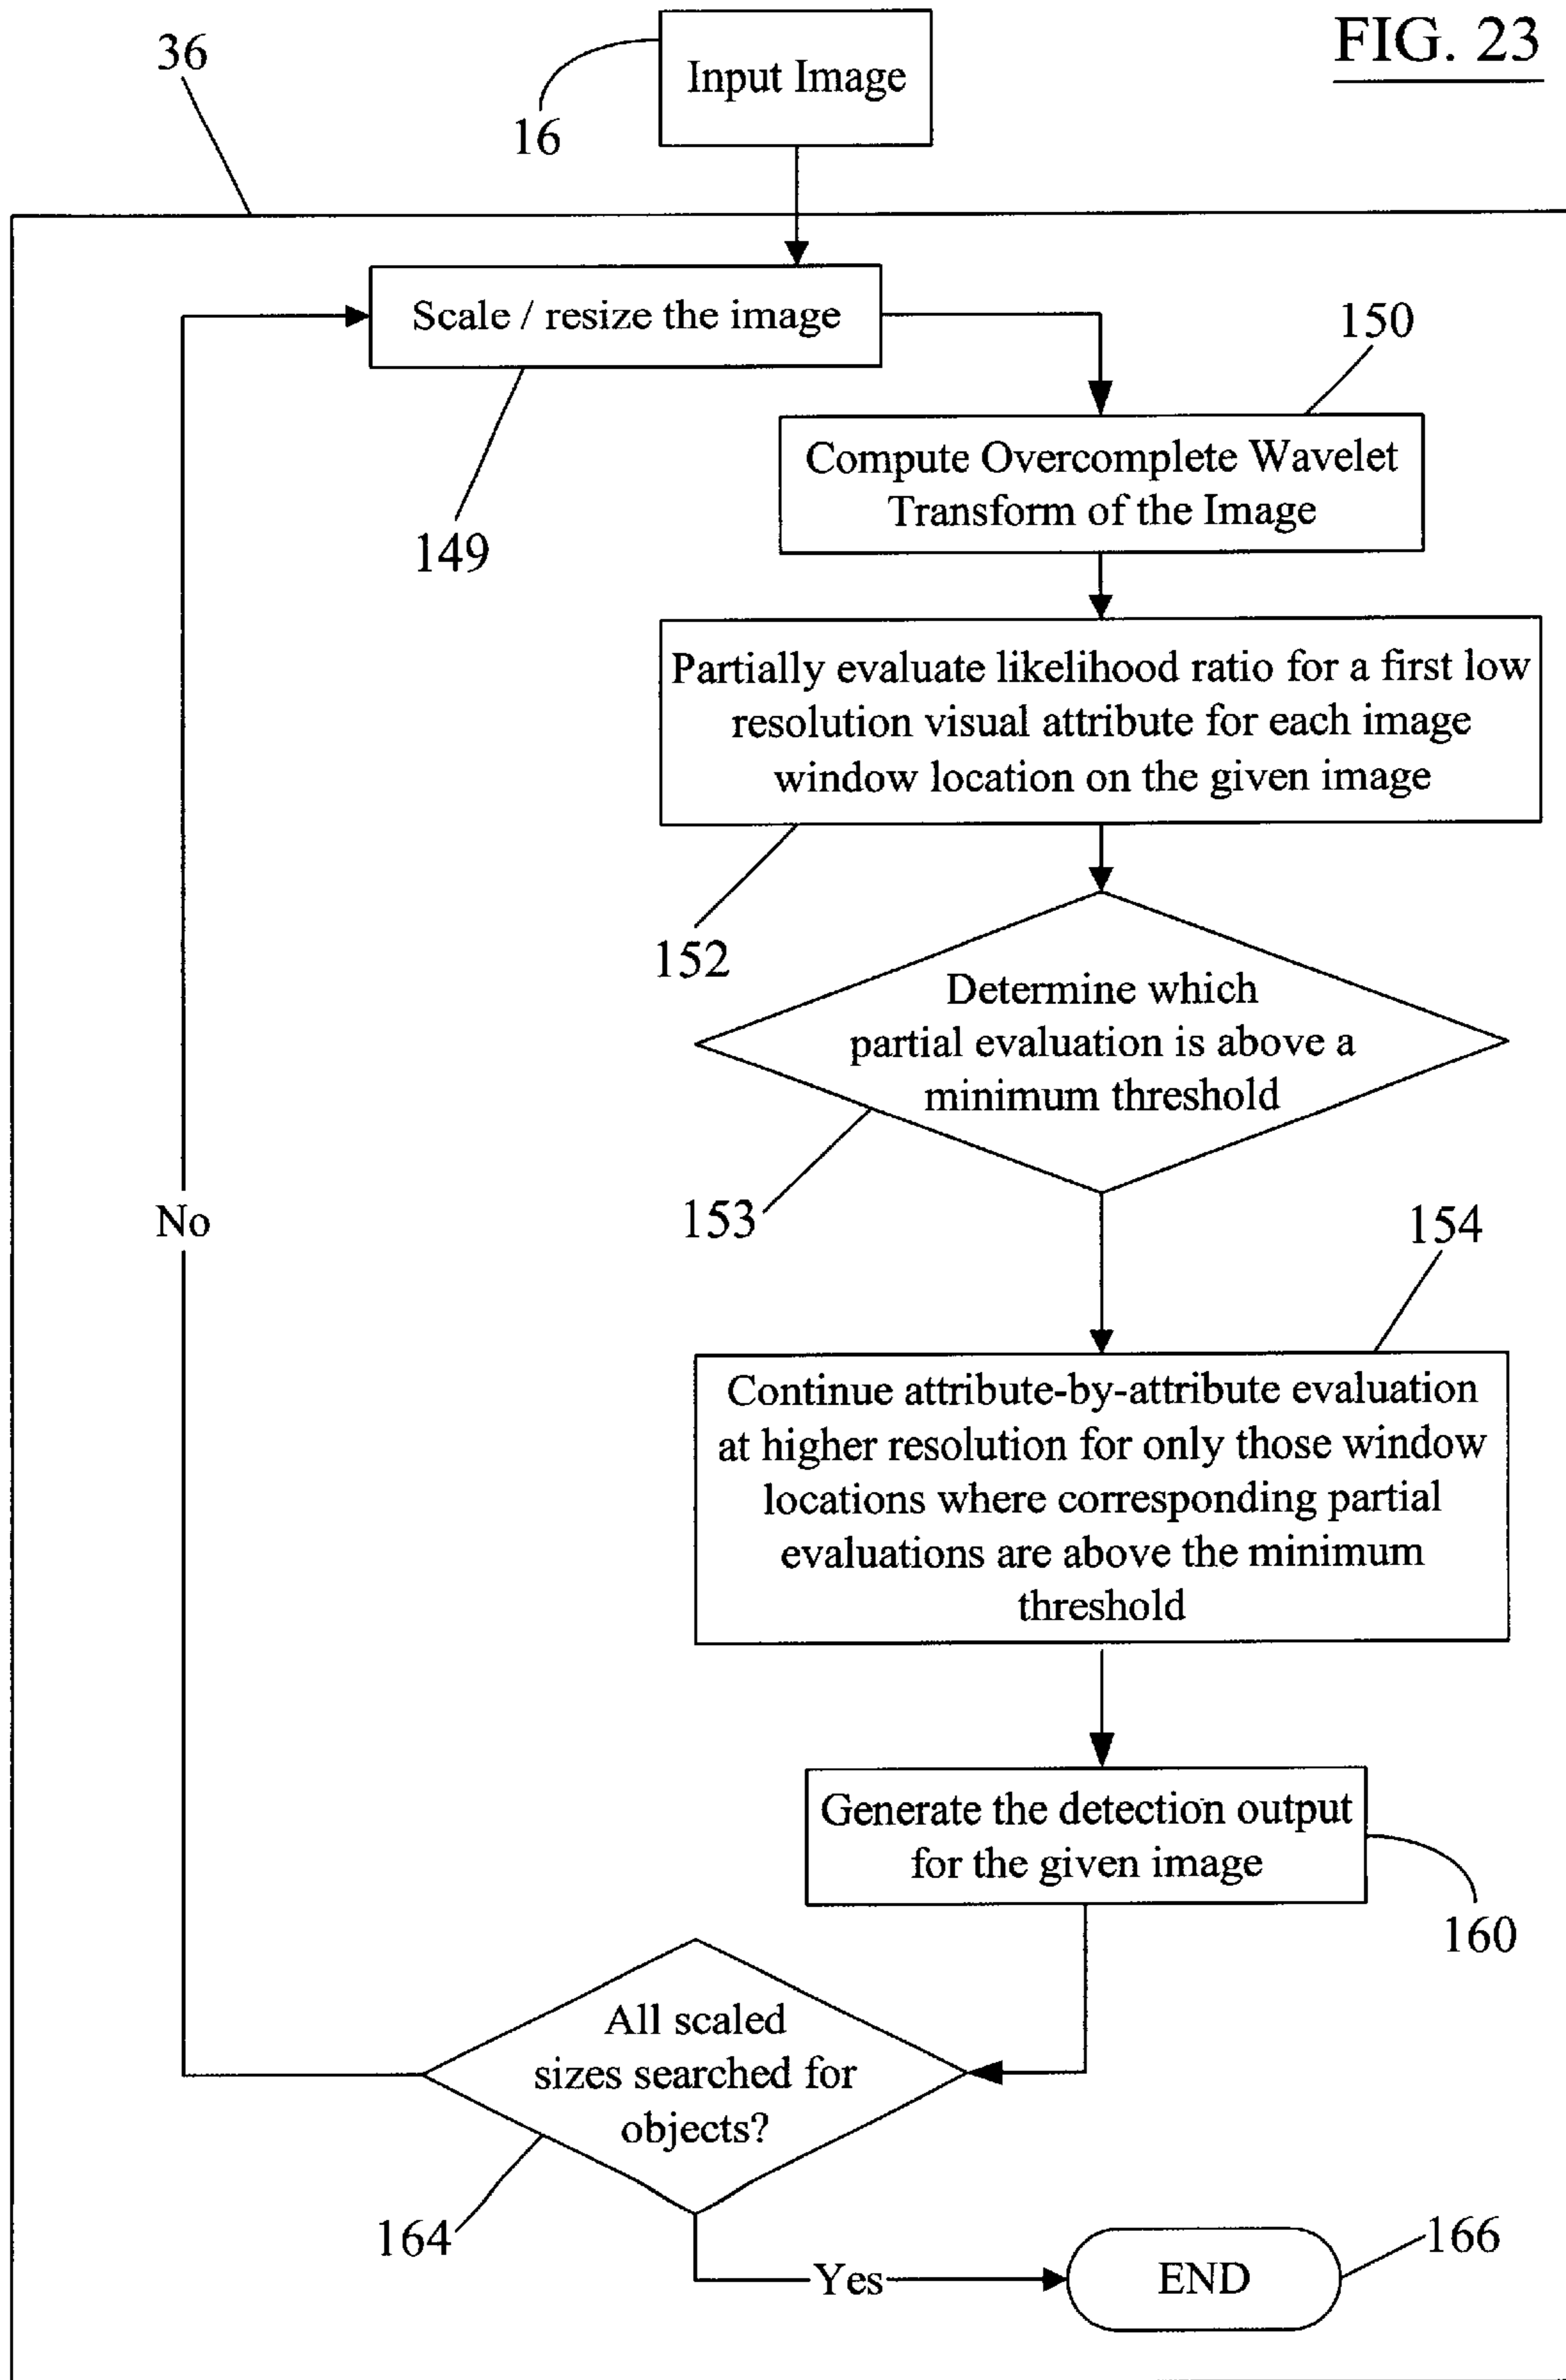 FIG. 23
36
Input Image
16
Scale / resize the image
149
150
Compute Overcomplete Wavelet
Transform of the Image
Partially evaluate likelihood ratio for a first low
resolution visual attribute for each image
window location on the given image
152
Determine which
partial evaluation is above a
minimum threshold
153
No
154
Continue attribute-by-attribute evaluation
at higher resolution for only those window
locations where corresponding partial
evaluations are above the minimum
threshold
Generate the detection output
for the given image
160
All scaled
sizes searched for
objects?
164
Yes
END
166